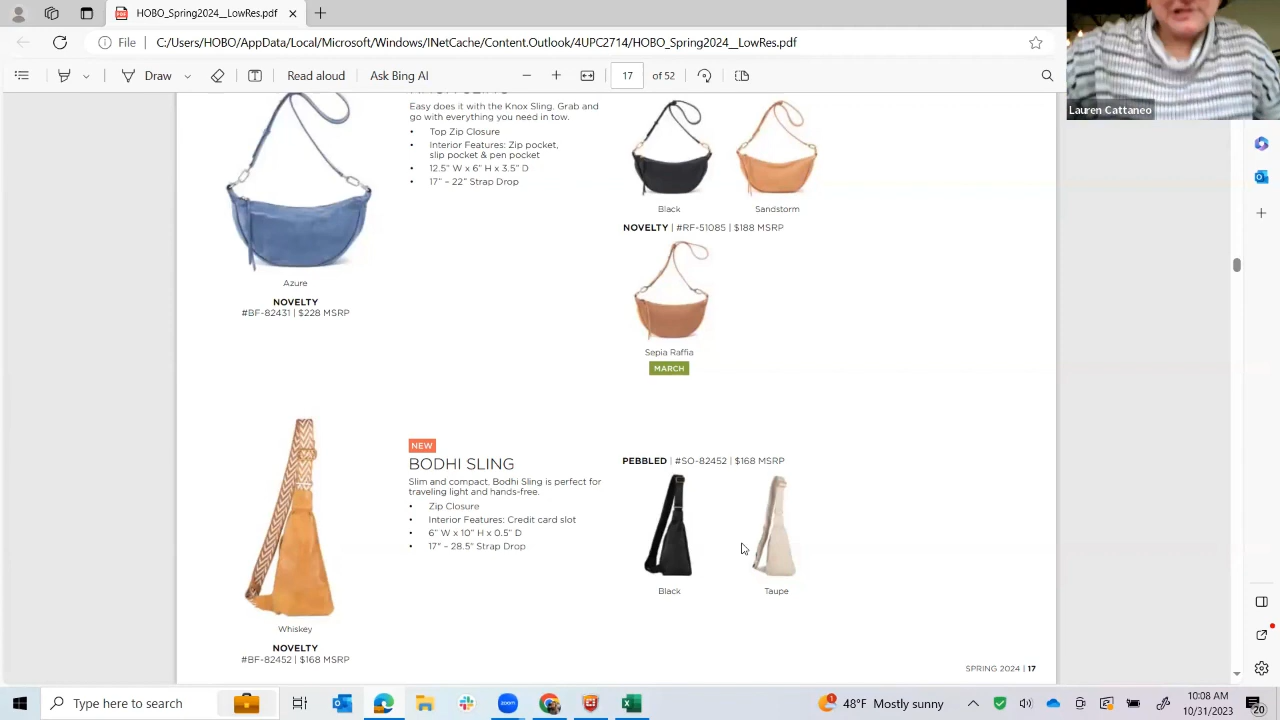 HOBO_Spring2024__LowRes.pdf
File
C:/Users/HOBO/AppData/Local/Microsoft/Windows/INetCache/Content.Outlook/4UPC2714/HOBO_Spring2024__LowRes.pdf
Draw
Read aloud
Ask Bing AI
17 of 52
Lauren Cattaneo
Easy does it with the Knox Sling. Grab and
go with everything you need in tow.
• Top Zip Closure
• Interior Features: Zip pocket,
slip pocket & pen pocket
• 12.5" W x 6" H x 3.5" D
• 17" – 22" Strap Drop
Azure
NOVELTY
#BF-82431 | $228 MSRP
Black
Sandstorm
NOVELTY | #RF-51085 | $188 MSRP
Sepia Raffia
MARCH
NEW
BODHI SLING
Slim and compact. Bodhi Sling is perfect for
traveling light and hands-free.
• Zip Closure
• Interior Features: Credit card slot
• 6" W x 10" H x 0.5" D
• 17" – 28.5" Strap Drop
PEBBLED | #SO-82452 | $168 MSRP
Black
Taupe
Whiskey
NOVELTY
#BF-82452 | $168 MSRP
SPRING 2024 | 17
Type here to search
zoom
48°F Mostly sunny
10:08 AM
10/31/2023
20